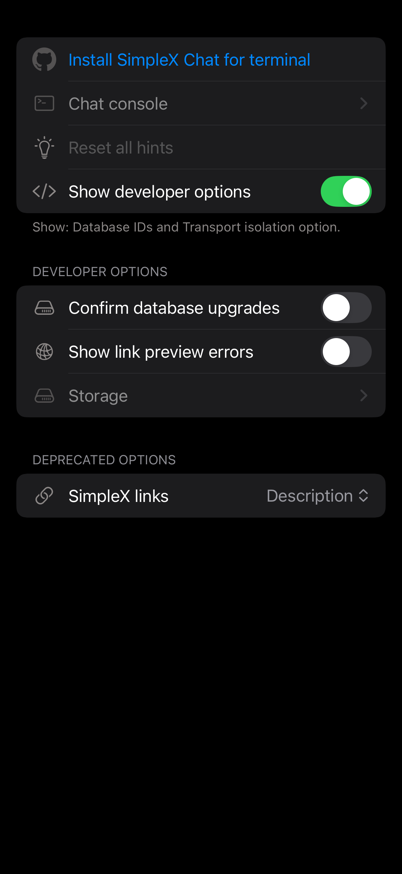 Install SimpleX Chat for terminal
Chat console
Reset all hints
Show developer options
Show: Database IDs and Transport isolation option.
DEVELOPER OPTIONS
Confirm database upgrades
Show link preview errors
Storage
DEPRECATED OPTIONS
SimpleX links Description